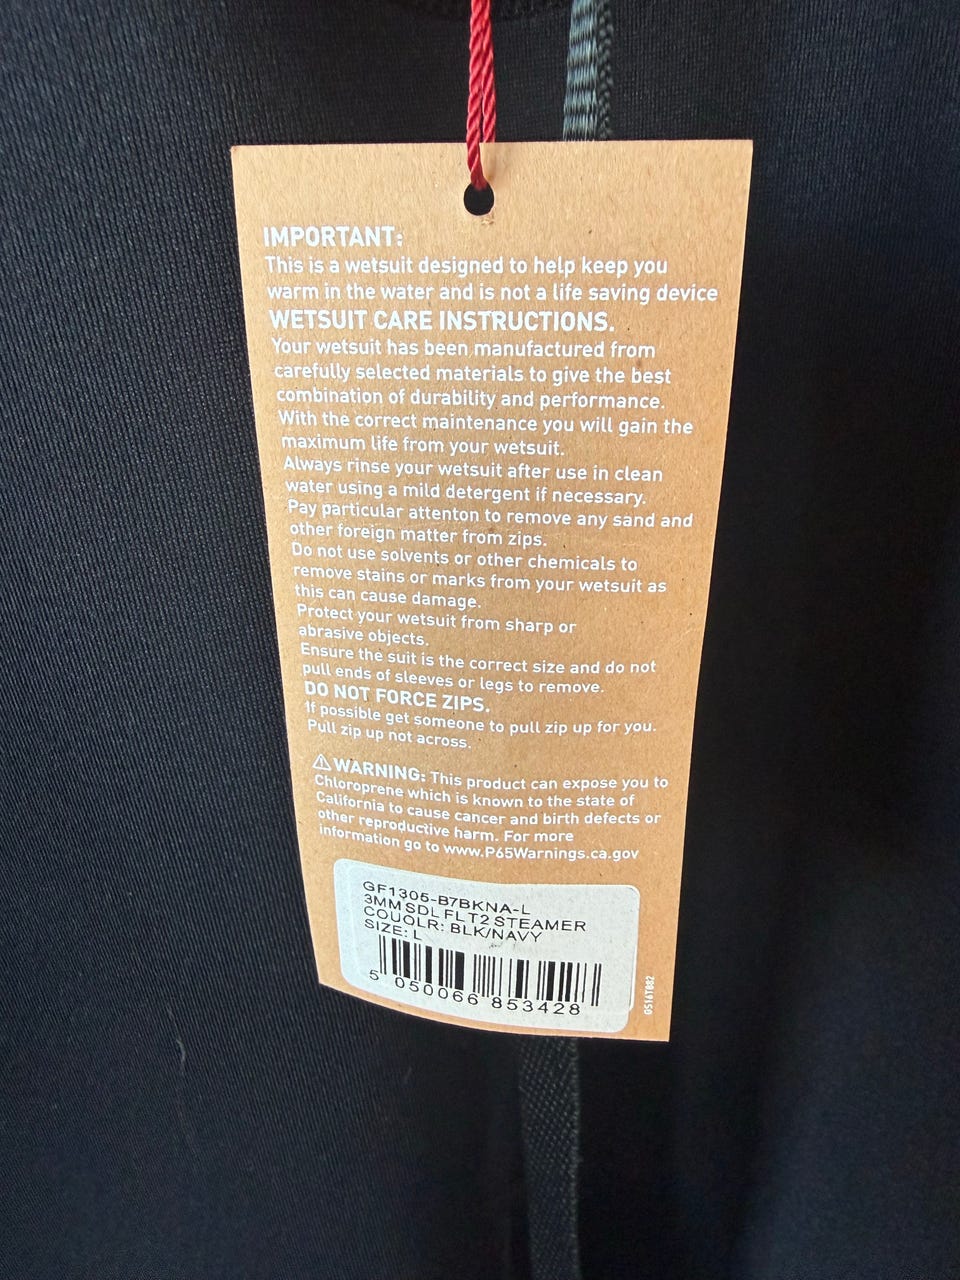 IMPORTANT:
This is a wetsuit designed to help keep you
warm in the water and is not a life saving device
WETSUIT CARE INSTRUCTIONS.
Your wetsuit has been manufactured from
carefully selected materials to give the best
combination of durability and performance.
With the correct maintenance you will gain the
maximum life from your wetsuit.
Always rinse your wetsuit after use in clean
water using a mild detergent if necessary.
Pay particular attenton to remove any sand and
other foreign matter from zips.
Do not use solvents or other chemicals to
remove stains or marks from your wetsuit as
this can cause damage.
Protect your wetsuit from sharp or
abrasive objects.
Ensure the suit is the correct size and do not
pull ends of sleeves or legs to remove.
DO NOT FORCE ZIPS.
If possible get someone to pull zip up for you.
Pull zip up not across.
WARNING: This product can expose you to
Chloroprene which is known to the state of
California to cause cancer and birth defects or
other reproductive harm. For more
information go to www.P65Warnings.ca.gov
GF1305-B7BKNA-L
3MM SDL FLT2 STEAMER
COUOLR: BLK/NAVY
SIZE: L
5 050066 853428
GS16T082